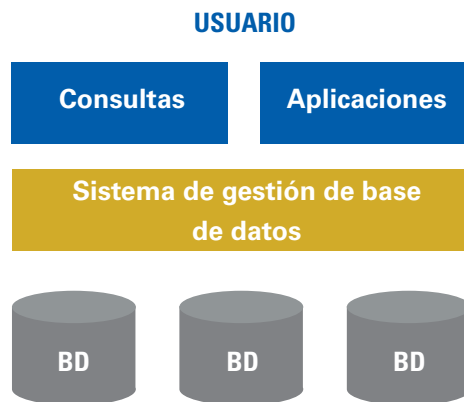 USUARIO
Consultas
Aplicaciones
Sistema de gestión de base
de datos
BD
BD
BD